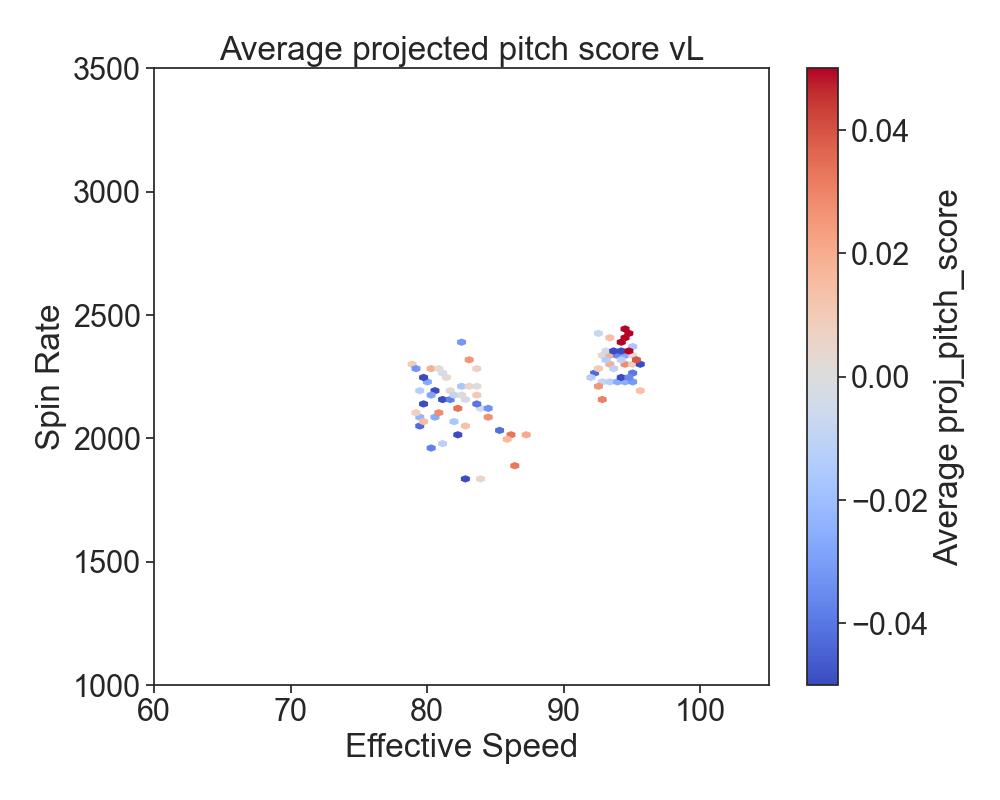 Average projected pitch score vL
3500
3000
2500
2000
1500
1000
Spin Rate
60 70 80 90 100
Effective Speed
0.04
0.02
0.00
−0.02
−0.04
Average proj_pitch_score